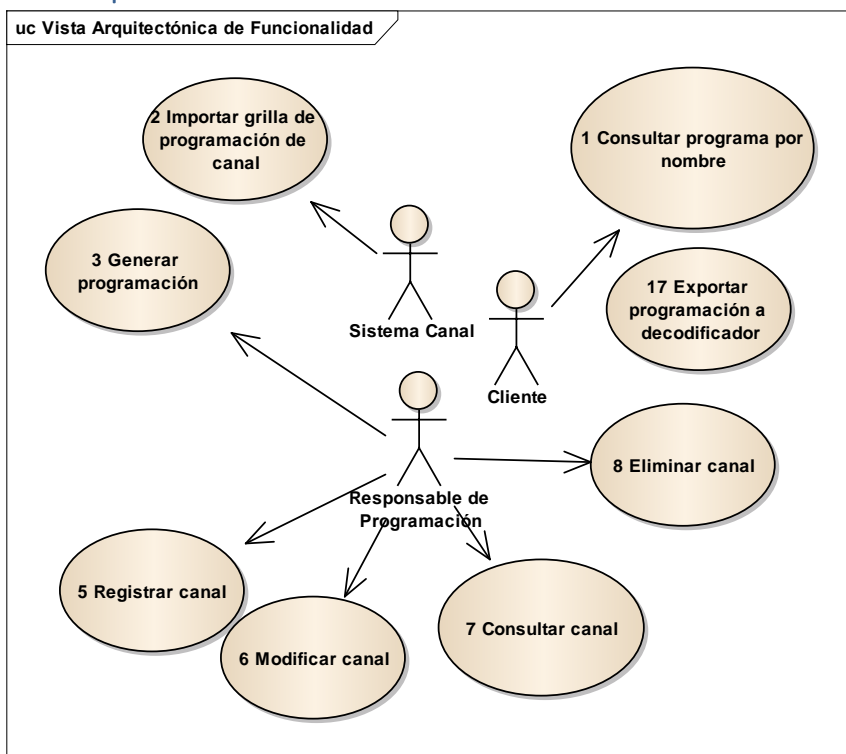 uc Vista Arquitectónica de Funcionalidad
2 Importar grilla de
programación de
canal
1 Consultar programa por
nombre
3 Generar
programación
Sistema Canal
17 Exportar
programación a
decodificador
Cliente
8 Eliminar canal
Responsable de
Programación
5 Registrar canal
6 Modificar canal
7 Consultar canal